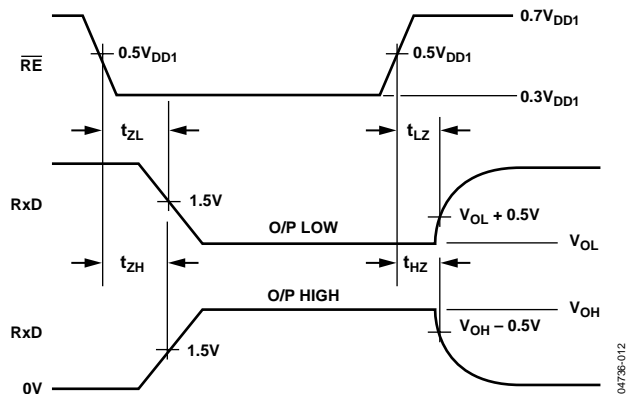 0.7V_DD1
RE
0.5V_DD1
0.5V_DD1
0.3V_DD1
t_ZL
t_LZ
RxD
1.5V
O/P LOW
V_OL + 0.5V
V_OL
t_ZH
t_HZ
O/P HIGH
V_OH
RxD
1.5V
V_OH – 0.5V
0V
04736-012